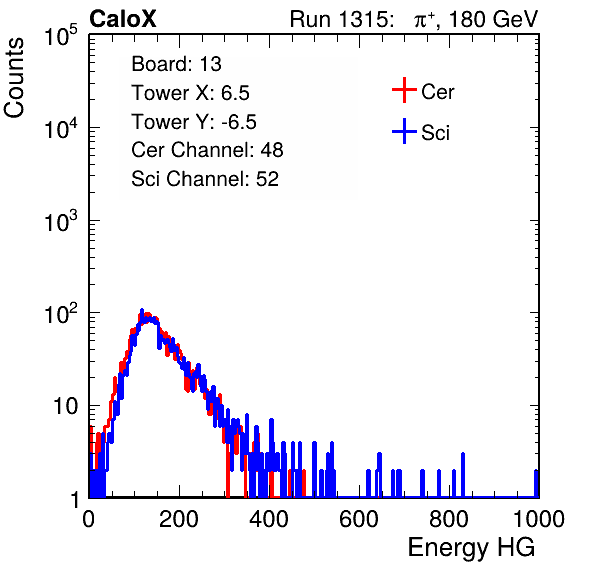 CaloX Run 1315: π⁺, 180 GeV
Board: 13
Tower X: 6.5
Tower Y: -6.5
Cer Channel: 48
Sci Channel: 52
Cer
Sci
Counts
10⁵
10⁴
10³
10²
10
1
0 200 400 600 800 1000
Energy HG